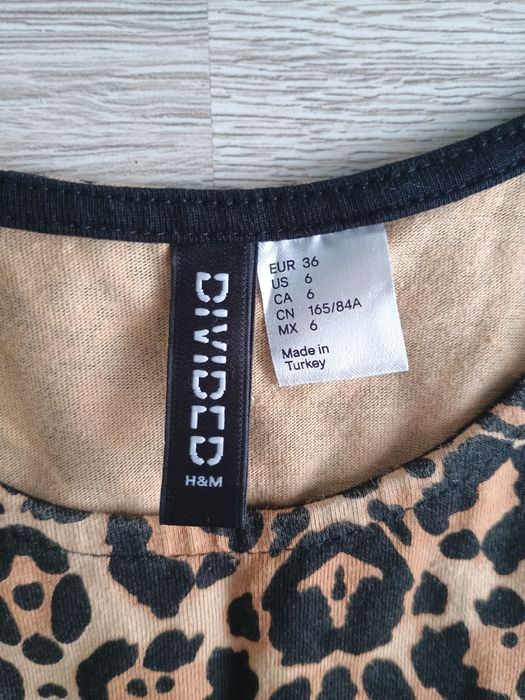 DIVIDED
H&M
EUR 36
US 6
CA 6
CN 165/84A
MX 6
Made in
Turkey